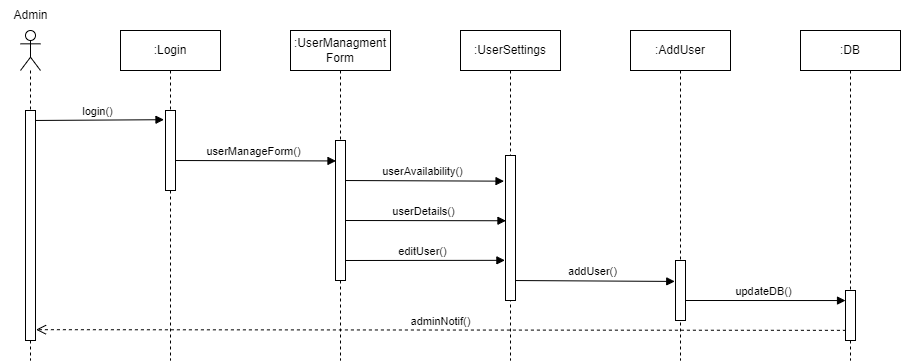 Admin
:Login
:UserManagment
Form
:UserSettings
:AddUser
:DB
login()
userManageForm()
userAvailability()
userDetails()
editUser()
addUser()
updateDB()
adminNotif()